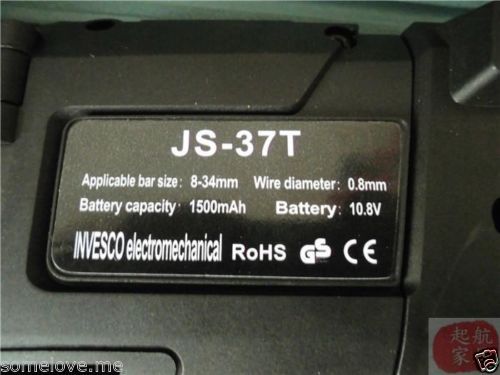 JS-37T
Applicable bar size: 8-34mm Wire diameter: 0.8mm
Battery capacity: 1500mAh Battery: 10.8V
INVESCO electromechanical RoHS GS CE
起航
家
somelove.me